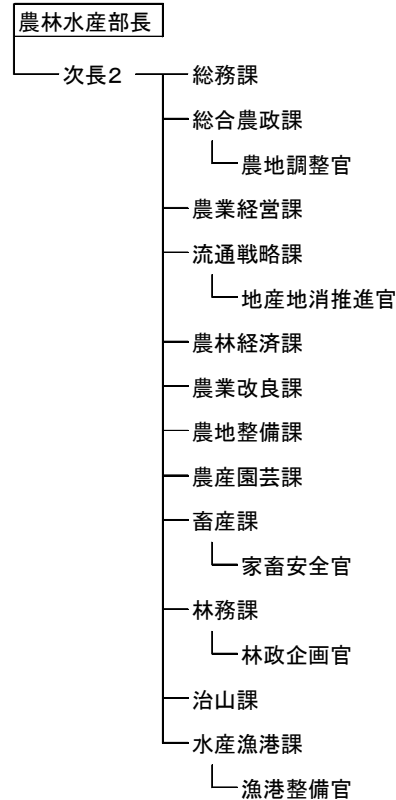 農林水産部長
次長2
総務課
総合農政課
農地調整官
農業経営課
流通戦略課
地産地消推進官
農林経済課
農業改良課
農地整備課
農産園芸課
畜産課
家畜安全官
林務課
林政企画官
治山課
水産漁港課
漁港整備官